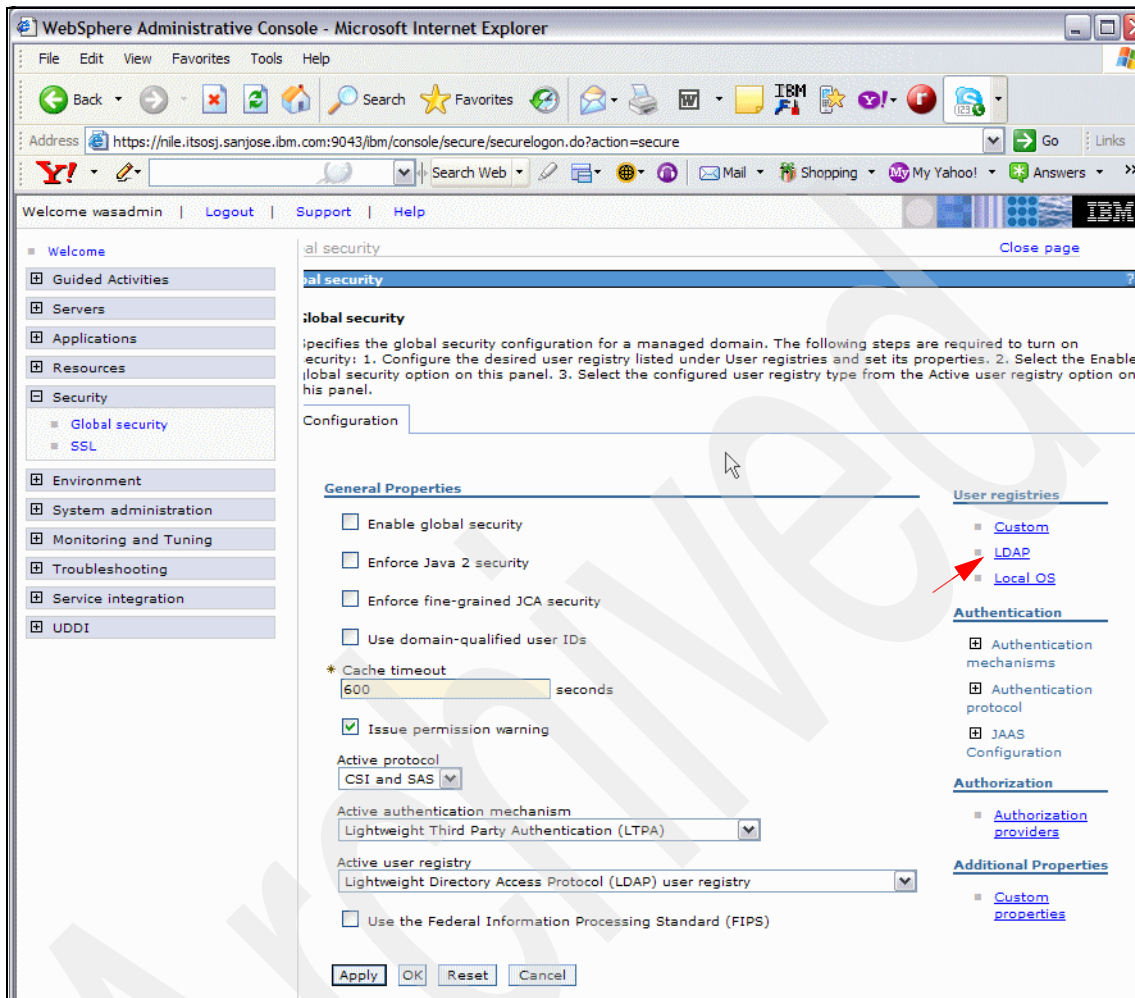 WebSphere Administrative Console - Microsoft Internet Explorer
File Edit View Favorites Tools Help
Back Search Favorites IBM
Address https://nile.itsosj.sanjose.ibm.com:9043/ibm/console/secure/securelogon.do?action=secure Go Links
Y! Search Web Mail Shopping My My Yahoo! Answers »
Welcome wasadmin | Logout | Support | Help IBM
Welcome
al security Close page
Guided Activities
bal security ?
Servers
Applications
Resources
Security
Global security
SSL
Environment
System administration
Monitoring and Tuning
Troubleshooting
Service integration
UDDI
Global security
Specifies the global security configuration for a managed domain. The following steps are required to turn on
security: 1. Configure the desired user registry listed under User registries and set its properties. 2. Select the Enable
global security option on this panel. 3. Select the configured user registry type from the Active user registry option on
this panel.
Configuration
General Properties
Enable global security
Enforce Java 2 security
Enforce fine-grained JCA security
Use domain-qualified user IDs
* Cache timeout
600 seconds
Issue permission warning
Active protocol
CSI and SAS
Active authentication mechanism
Lightweight Third Party Authentication (LTPA)
Active user registry
Lightweight Directory Access Protocol (LDAP) user registry
Use the Federal Information Processing Standard (FIPS)
Apply OK Reset Cancel
User registries
Custom
LDAP
Local OS
Authentication
Authentication
mechanisms
Authentication
protocol
JAAS
Configuration
Authorization
Authorization
providers
Additional Properties
Custom
properties
Archived